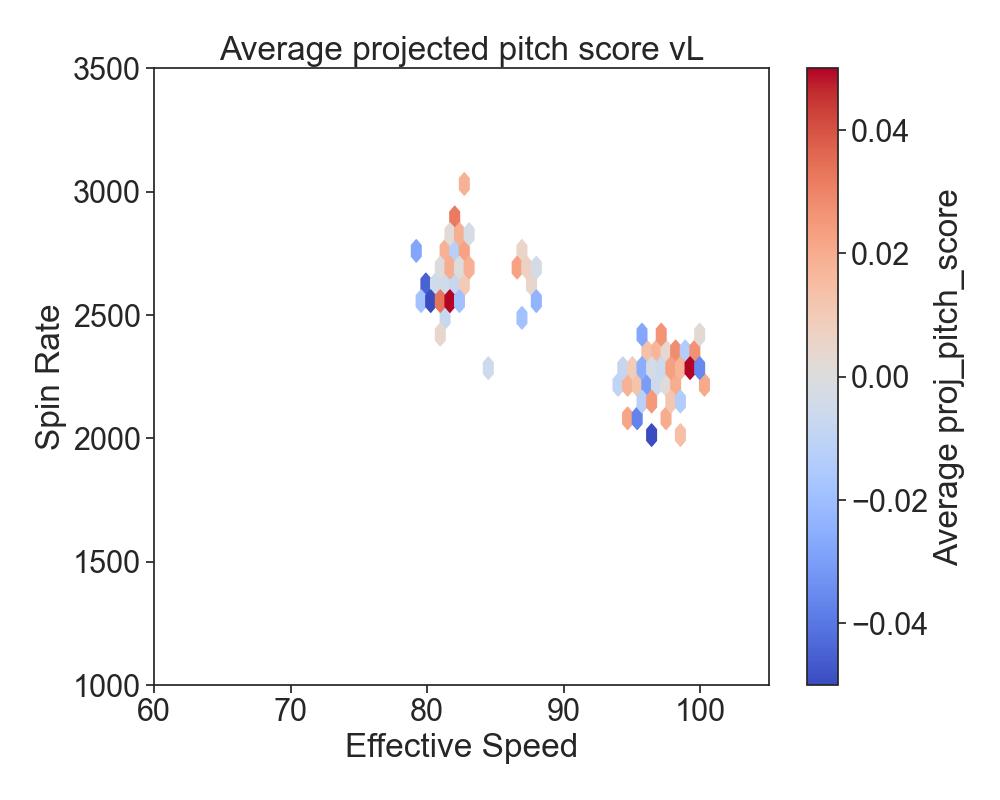 Average projected pitch score vL
3500
3000
2500
2000
1500
1000
Spin Rate
60 70 80 90 100
Effective Speed
0.04
0.02
0.00
−0.02
−0.04
Average proj_pitch_score